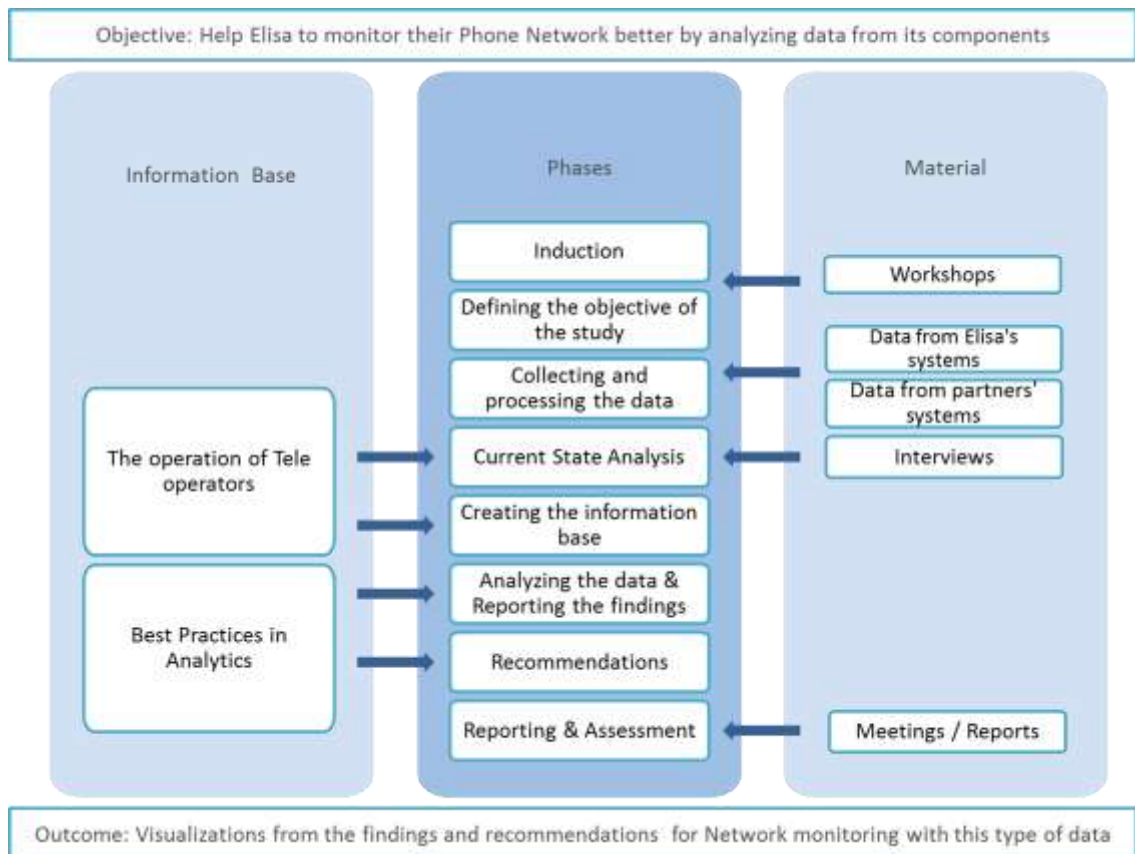 Objective: Help Elisa to monitor their Phone Network better by analyzing data from its components
Information Base
The operation of Tele
operators
Best Practices in
Analytics
Phases
Induction
Defining the objective of
the study
Collecting and
processing the data
Current State Analysis
Creating the information
base
Analyzing the data &
Reporting the findings
Recommendations
Reporting & Assessment
Material
Workshops
Data from Elisa's
systems
Data from partners'
systems
Interviews
Meetings / Reports
Outcome: Visualizations from the findings and recommendations for Network monitoring with this type of data